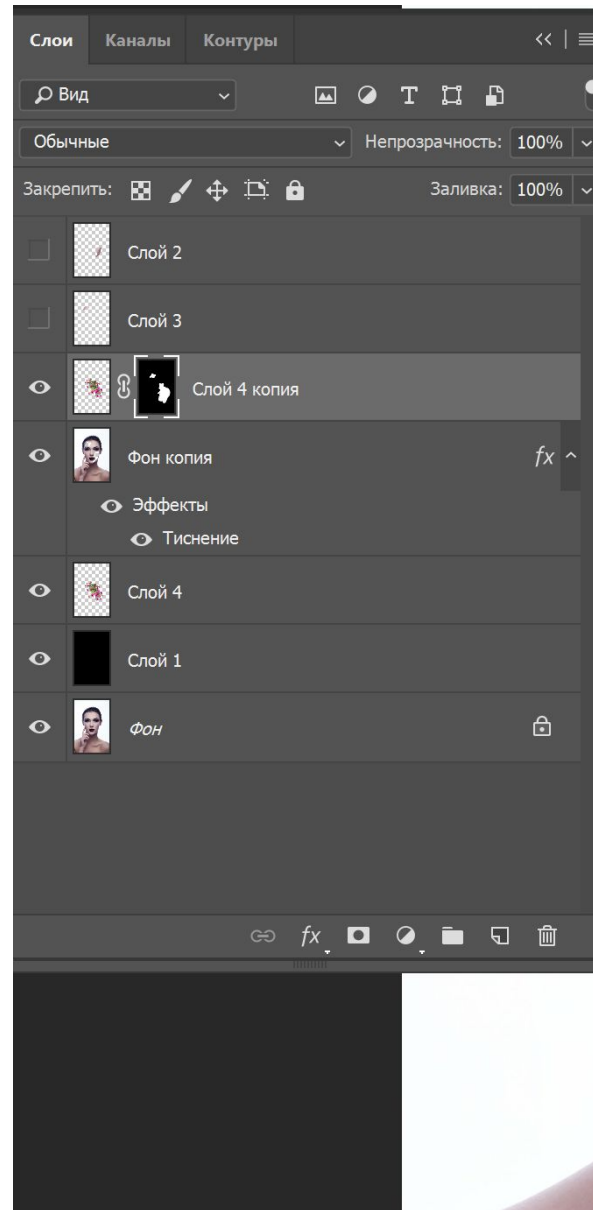 Слои Каналы Контуры
Вид
Обычные Непрозрачность: 100%
Закрепить: Заливка: 100%
Слой 2
Слой 3
Слой 4 копия
Фон копия fx
Эффекты
Тиснение
Слой 4
Слой 1
Фон
fx